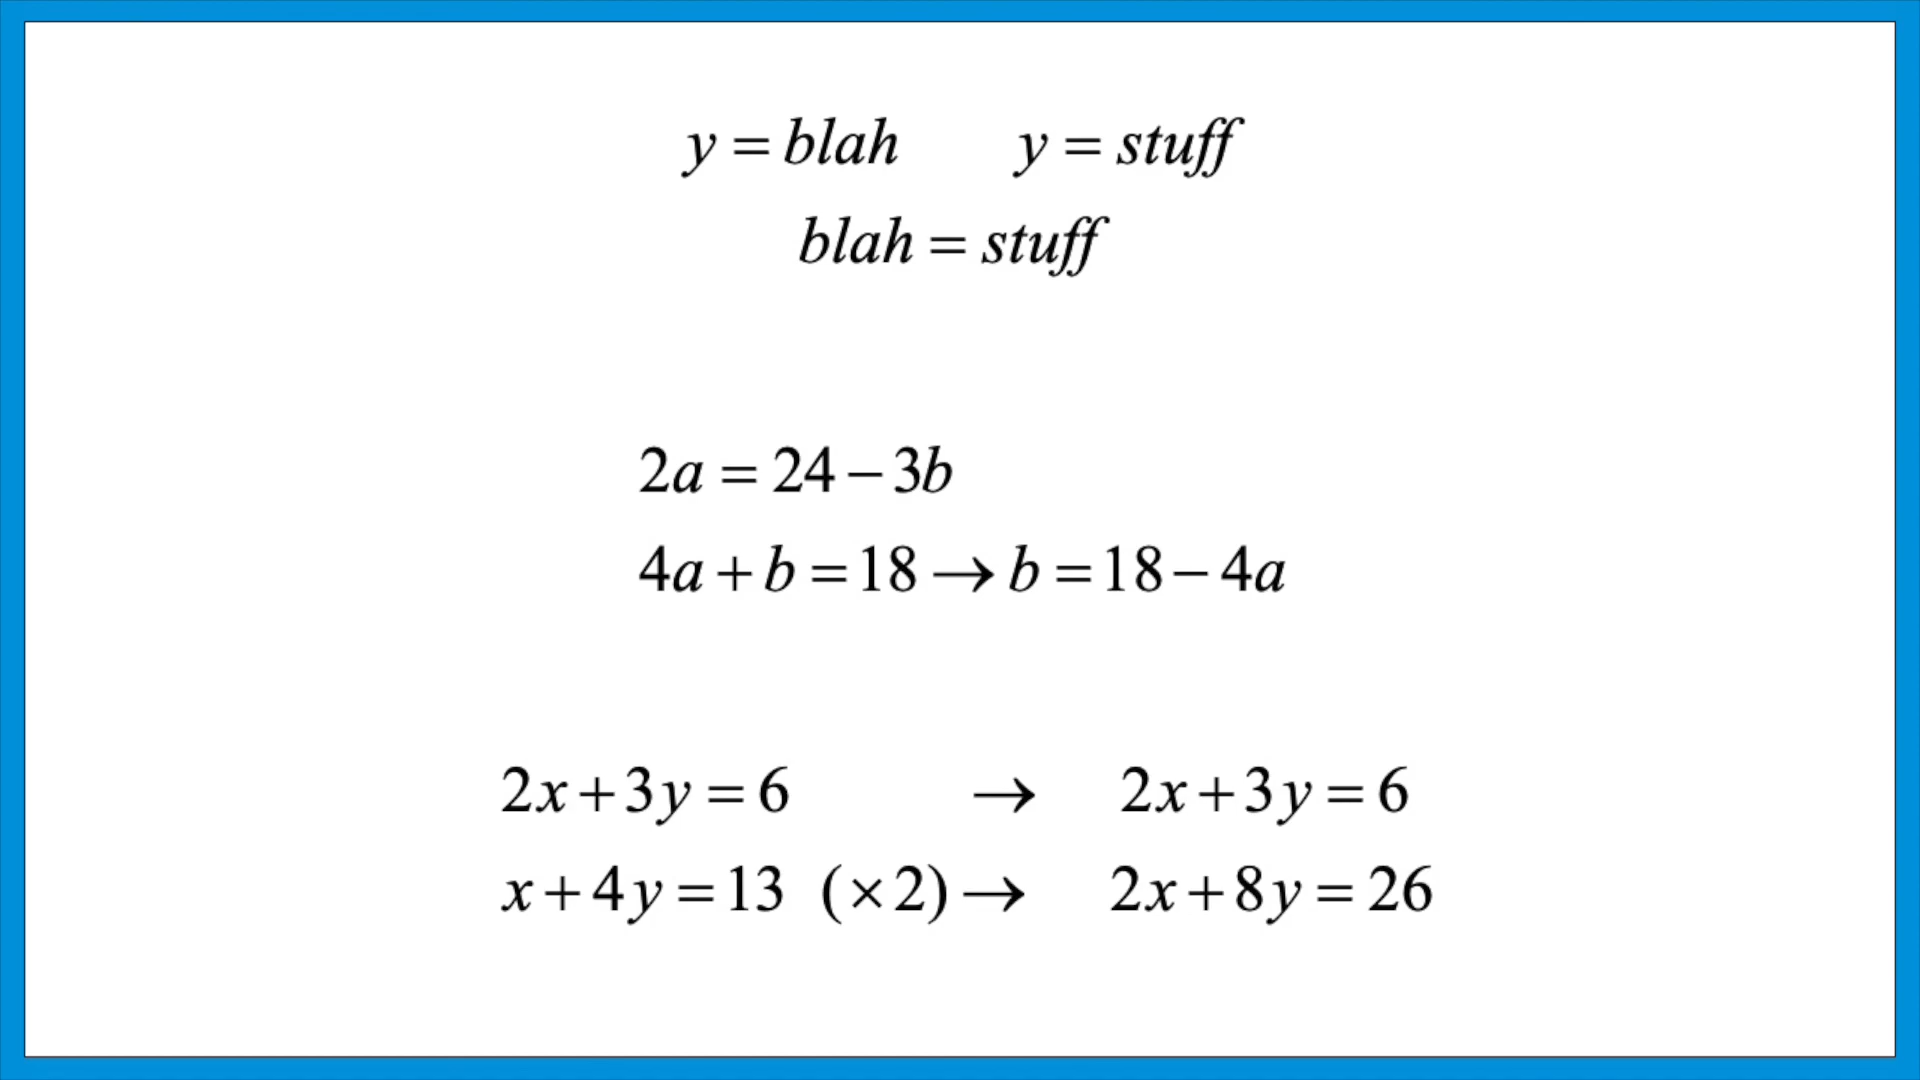 y = blah y = stuff
blah = stuff
2a = 24 − 3b
4a + b = 18 → b = 18 − 4a
2x + 3y = 6 → 2x + 3y = 6
x + 4y = 13 (×2) → 2x + 8y = 26